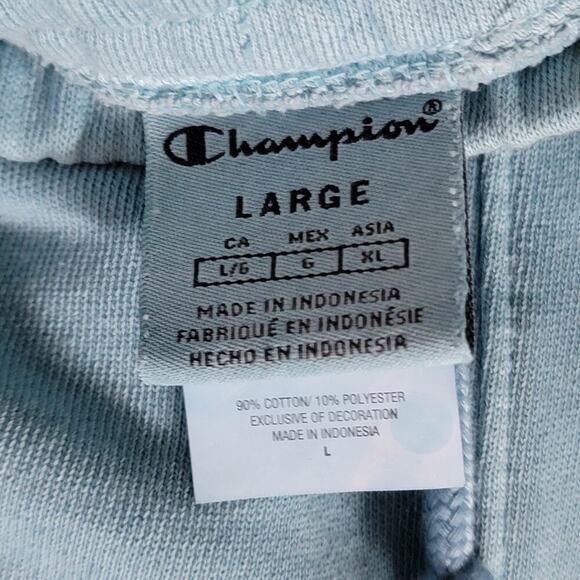 Champion®
LARGE
CA MEX ASIA
L/G G XL
MADE IN INDONESIA
FABRIQUÉ EN INDONÉSIE
HECHO EN INDONESIA
90% COTTON/ 10% POLYESTER
EXCLUSIVE OF DECORATION
MADE IN INDONESIA
L